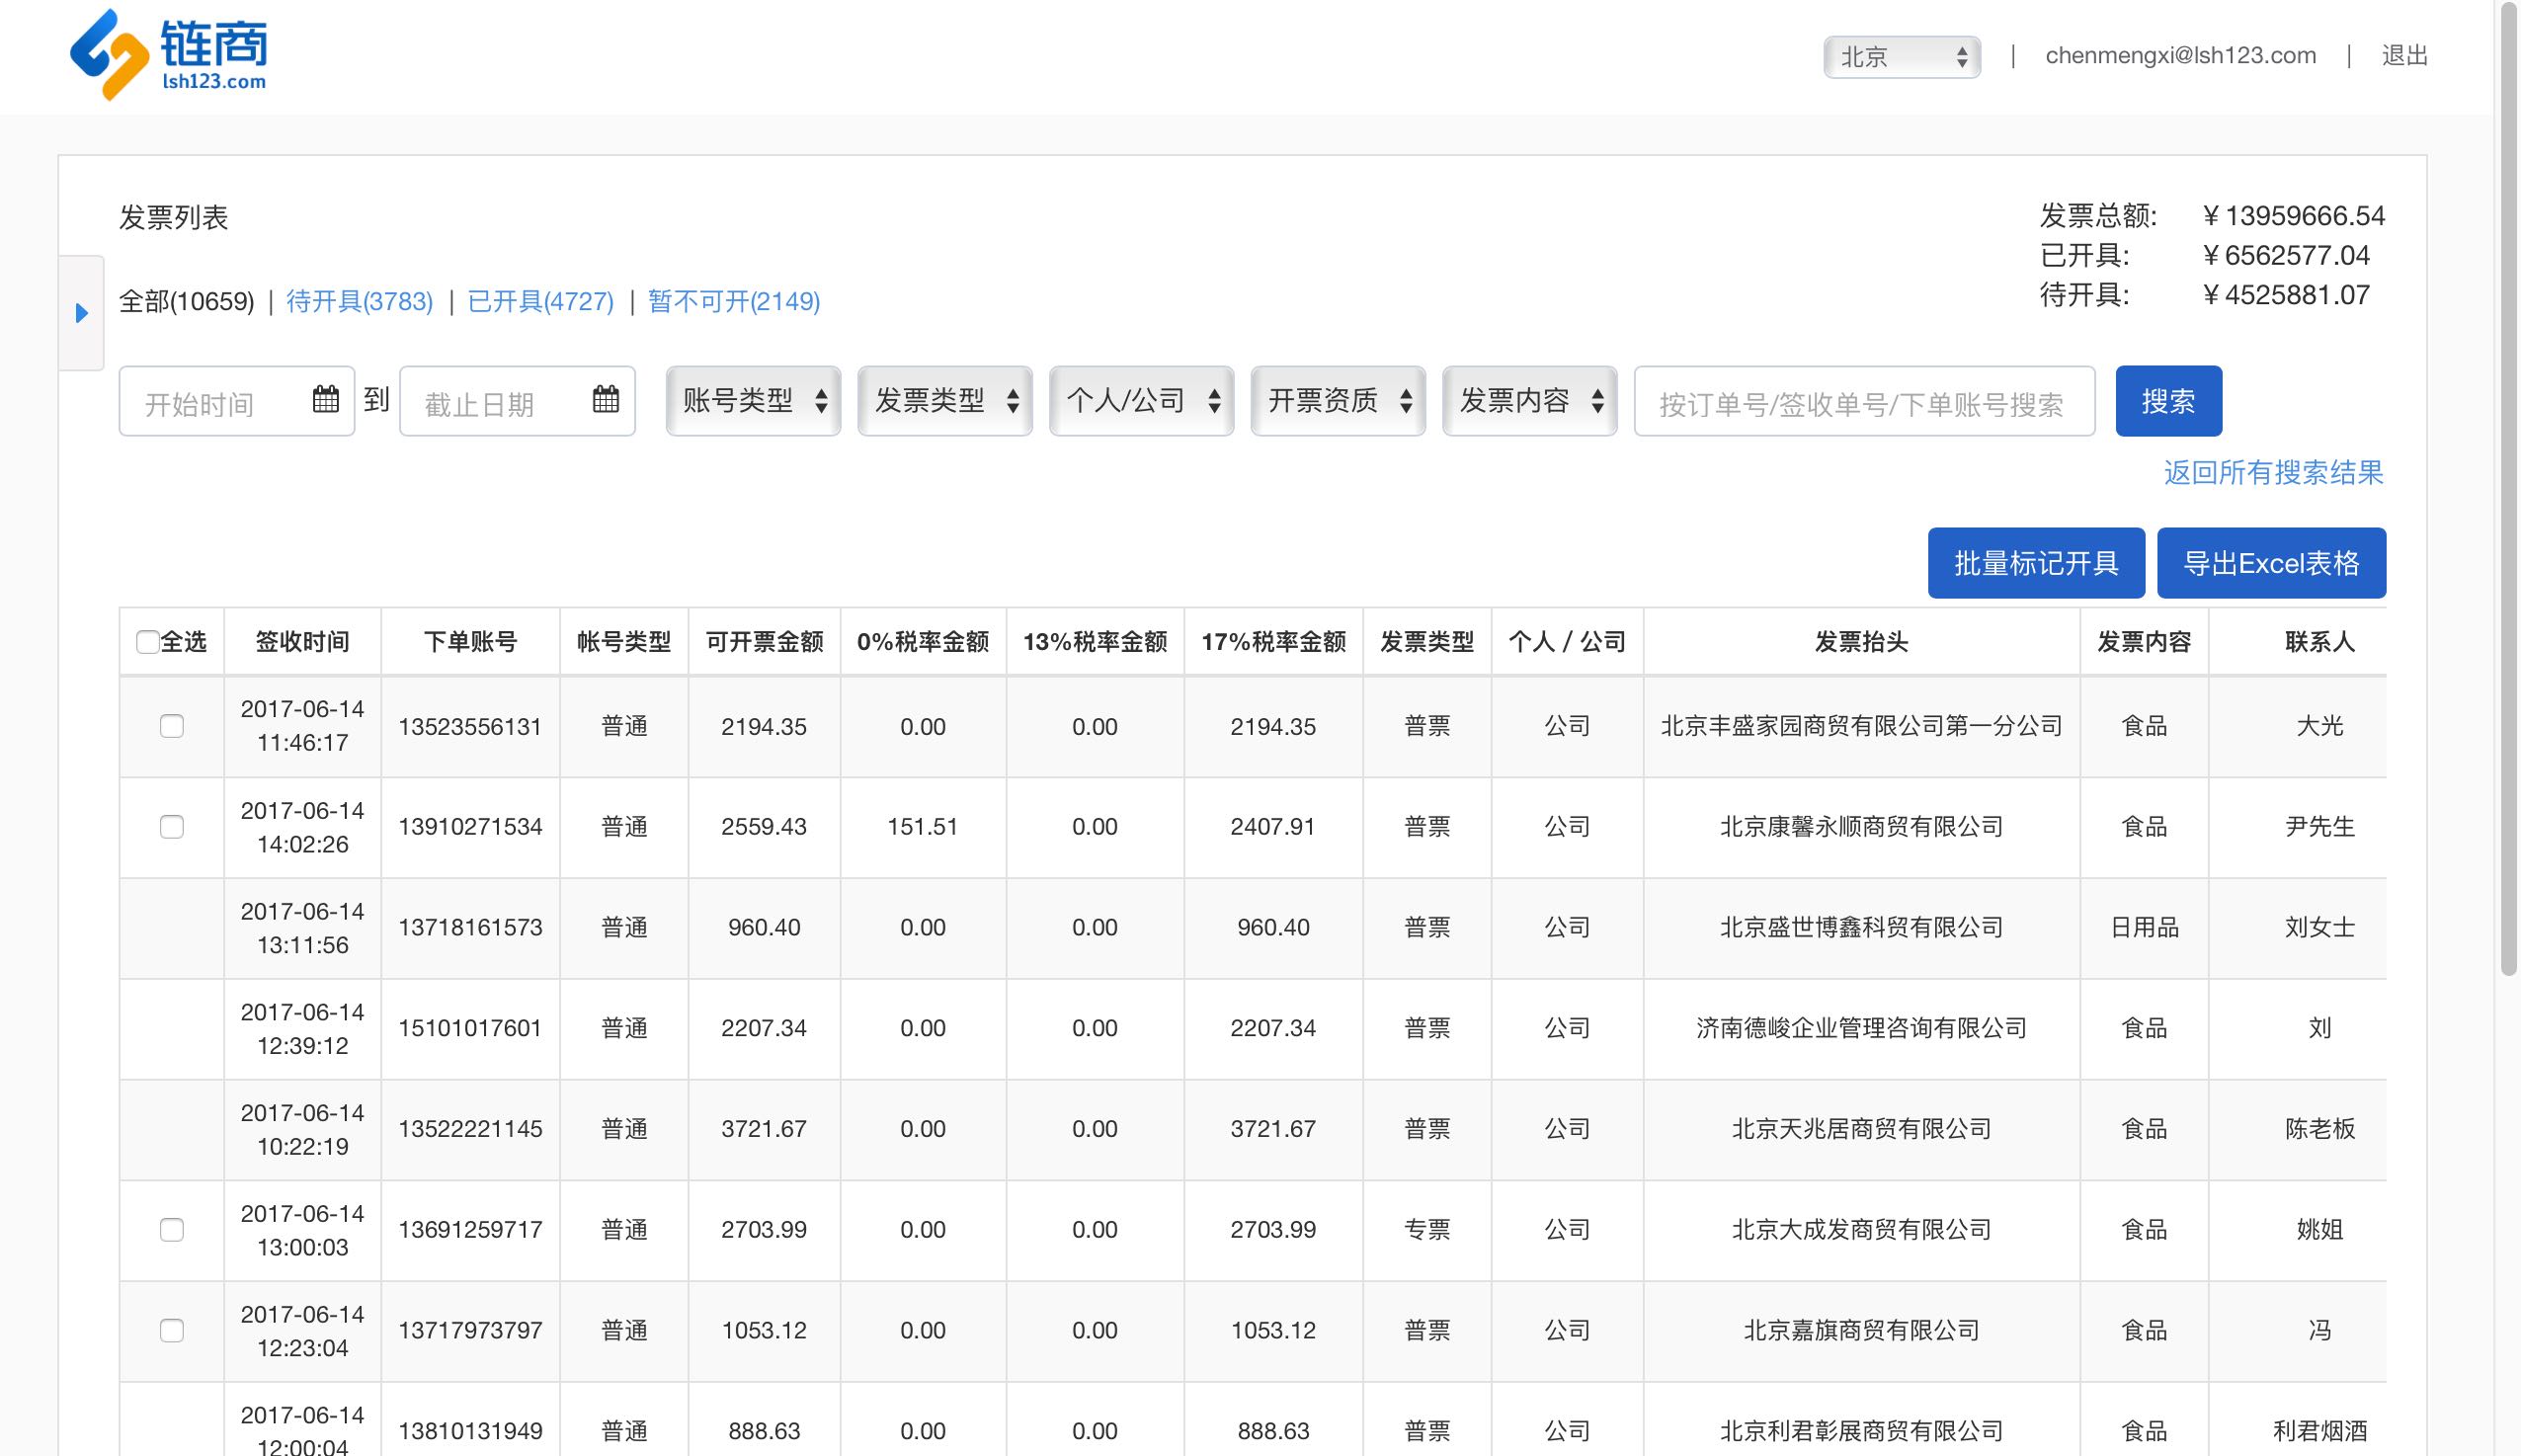 链商
lsh123.com
北京 | chenmengxi@lsh123.com | 退出
发票列表
发票总额: ¥ 13959666.54
已开具: ¥ 6562577.04
待开具: ¥ 4525881.07
全部(10659) | 待开具(3783) | 已开具(4727) | 暂不可开(2149)
开始时间 到 截止日期 账号类型 发票类型 个人/公司 开票资质 发票内容 按订单号/签收单号/下单账号搜索 搜索
返回所有搜索结果
批量标记开具 导出Excel表格
全选 签收时间 下单账号 帐号类型 可开票金额 0%税率金额 13%税率金额 17%税率金额 发票类型 个人 / 公司 发票抬头 发票内容 联系人
2017-06-14 11:46:17 13523556131 普通 2194.35 0.00 0.00 2194.35 普票 公司 北京丰盛家园商贸有限公司第一分公司 食品 大光
2017-06-14 14:02:26 13910271534 普通 2559.43 151.51 0.00 2407.91 普票 公司 北京康馨永顺商贸有限公司 食品 尹先生
2017-06-14 13:11:56 13718161573 普通 960.40 0.00 0.00 960.40 普票 公司 北京盛世博鑫科贸有限公司 日用品 刘女士
2017-06-14 12:39:12 15101017601 普通 2207.34 0.00 0.00 2207.34 普票 公司 济南德峻企业管理咨询有限公司 食品 刘
2017-06-14 10:22:19 13522221145 普通 3721.67 0.00 0.00 3721.67 普票 公司 北京天兆居商贸有限公司 食品 陈老板
2017-06-14 13:00:03 13691259717 普通 2703.99 0.00 0.00 2703.99 专票 公司 北京大成发商贸有限公司 食品 姚姐
2017-06-14 12:23:04 13717973797 普通 1053.12 0.00 0.00 1053.12 普票 公司 北京嘉旗商贸有限公司 食品 冯
2017-06-14 12:00:04 13810131949 普通 888.63 0.00 0.00 888.63 普票 公司 北京利君彰展商贸有限公司 食品 利君烟酒